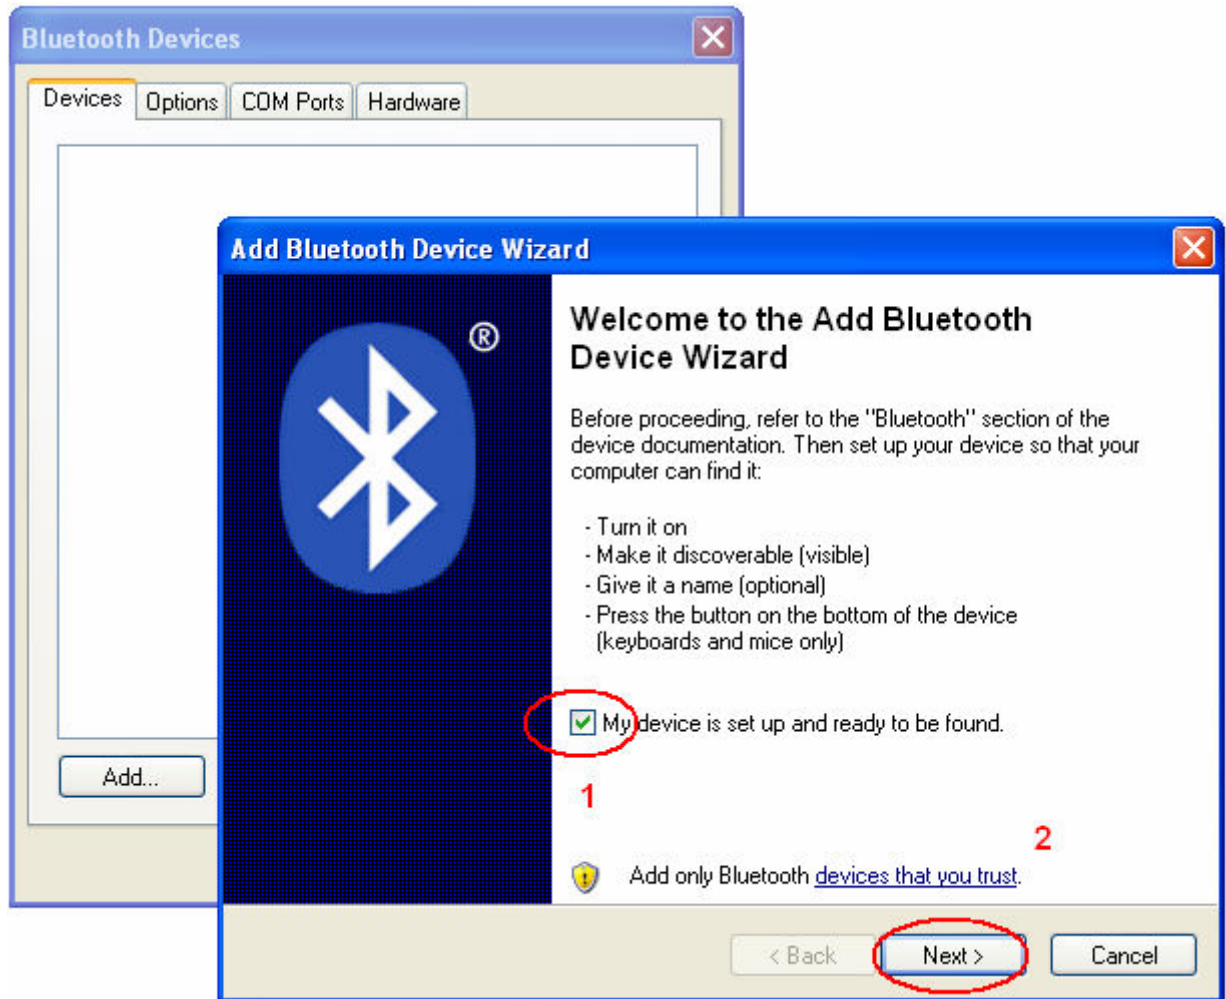 Bluetooth Devices
Devices Options COM Ports Hardware
Add...
Add Bluetooth Device Wizard
®
Welcome to the Add Bluetooth
Device Wizard
Before proceeding, refer to the "Bluetooth" section of the
device documentation. Then set up your device so that your
computer can find it:
- Turn it on
- Make it discoverable (visible)
- Give it a name (optional)
- Press the button on the bottom of the device
(keyboards and mice only)
My device is set up and ready to be found.
1
2
Add only Bluetooth devices that you trust.
< Back Next > Cancel